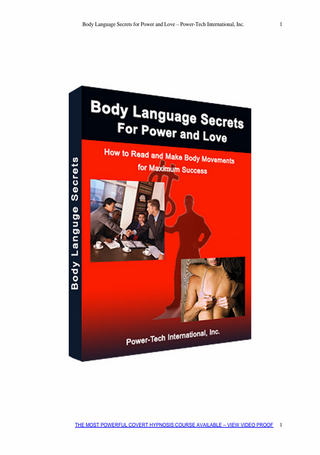 Body Language Secrets for Power and Love – Power-Tech International, Inc. 1
Body Language Secrets
For Power and Love
How to Read and Make Body Movements
for Maximum Success
Body Languge Secrets
Power-Tech International, Inc.
THE MOST POWERFUL COVERT HYPNOSIS COURSE AVAILABLE – VIEW VIDEO PROOF 1